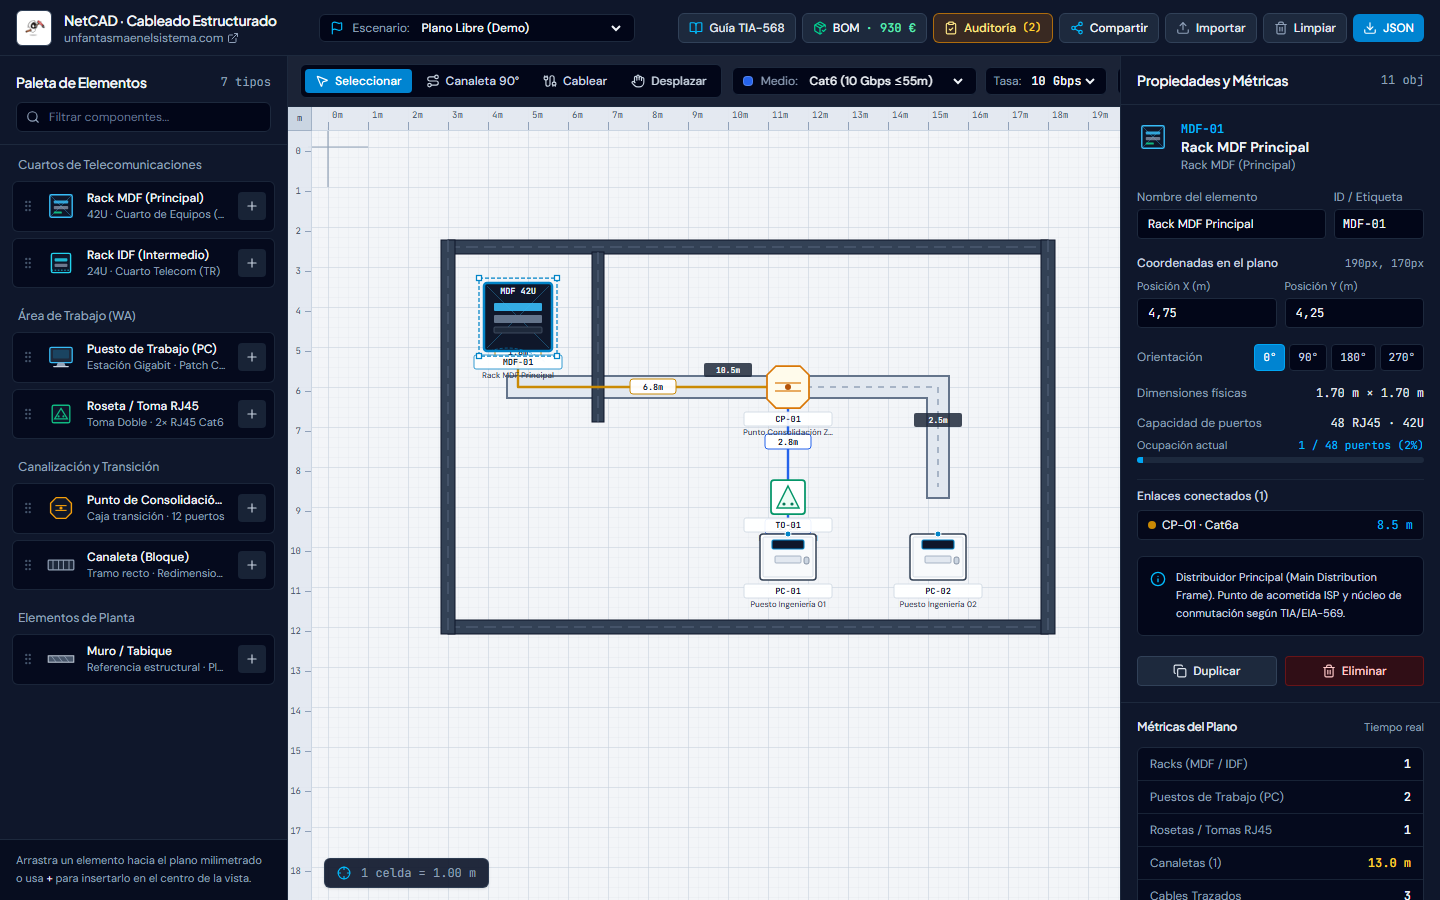 NetCAD · Cableado Estructurado
unfantasmaenelsistema.com
Escenario: Plano Libre (Demo)
Guía TIA-568
BOM · 930 €
Auditoría (2)
Compartir
Importar
Limpiar
JSON
Paleta de Elementos
7 tipos
Filtrar componentes...
Cuartos de Telecomunicaciones
Rack MDF (Principal)
42U · Cuarto de Equipos (...
Rack IDF (Intermedio)
24U · Cuarto Telecom (TR)
Área de Trabajo (WA)
Puesto de Trabajo (PC)
Estación Gigabit · Patch C...
Roseta / Toma RJ45
Toma Doble · 2× RJ45 Cat6
Canalización y Transición
Punto de Consolidació...
Caja transición · 12 puertos
Canaleta (Bloque)
Tramo recto · Redimensio...
Elementos de Planta
Muro / Tabique
Referencia estructural · Pl...
Arrastra un elemento hacia el plano milimetrado
o usa + para insertarlo en el centro de la vista.
Seleccionar
Canaleta 90°
Cablear
Desplazar
Medio: Cat6 (10 Gbps ≤55m)
Tasa: 10 Gbps
m
0m 1m 2m 3m 4m 5m 6m 7m 8m 9m 10m 11m 12m 13m 14m 15m 16m 17m 18m 19m
0
1
2
3
4
5
6
7
8
9
10
11
12
13
14
15
16
17
18
MDF 42U
MDF-01
Rack MDF Principal
10.5m
6.8m
CP-01
Punto Consolidación Z...
2.8m
2.5m
TO-01
PC-01
Puesto Ingeniería 01
PC-02
Puesto Ingeniería 02
1 celda = 1.00 m
Propiedades y Métricas
11 obj
MDF-01
Rack MDF Principal
Rack MDF (Principal)
Nombre del elemento
ID / Etiqueta
Rack MDF Principal
MDF-01
Coordenadas en el plano
190px, 170px
Posición X (m)
Posición Y (m)
4,75
4,25
Orientación
0° 90° 180° 270°
Dimensiones físicas
1.70 m × 1.70 m
Capacidad de puertos
48 RJ45 · 42U
Ocupación actual
1 / 48 puertos (2%)
Enlaces conectados (1)
CP-01 · Cat6a
8.5 m
Distribuidor Principal (Main Distribution
Frame). Punto de acometida ISP y núcleo de
conmutación según TIA/EIA-569.
Duplicar
Eliminar
Métricas del Plano
Tiempo real
Racks (MDF / IDF)
1
Puestos de Trabajo (PC)
2
Rosetas / Tomas RJ45
1
Canaletas (1)
13.0 m
Cables Trazados
3